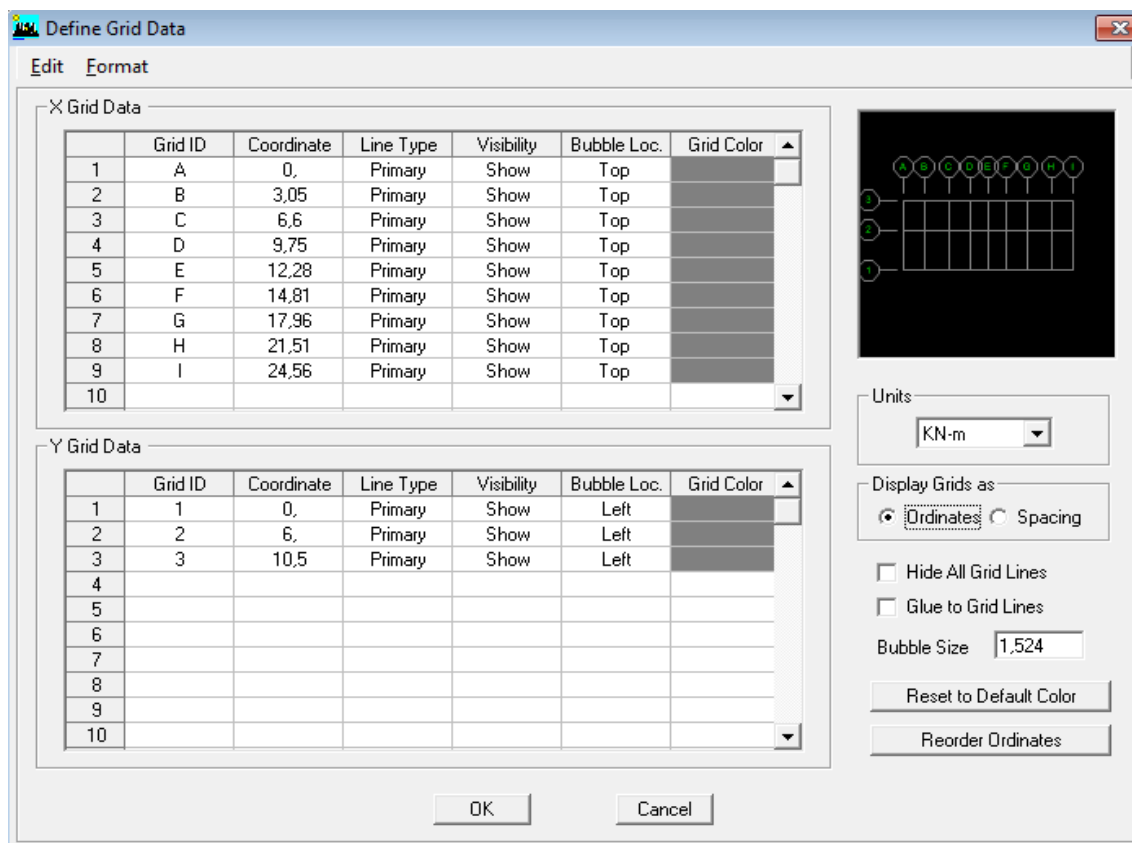 Define Grid Data
Edit Format
X Grid Data
Grid ID Coordinate Line Type Visibility Bubble Loc. Grid Color
1 A 0, Primary Show Top
2 B 3,05 Primary Show Top
3 C 6,6 Primary Show Top
4 D 9,75 Primary Show Top
5 E 12,28 Primary Show Top
6 F 14,81 Primary Show Top
7 G 17,96 Primary Show Top
8 H 21,51 Primary Show Top
9 I 24,56 Primary Show Top
10
A B C D E F G H I
3
2
1
Units
KN-m
Y Grid Data
Grid ID Coordinate Line Type Visibility Bubble Loc. Grid Color
1 1 0, Primary Show Left
2 2 6, Primary Show Left
3 3 10,5 Primary Show Left
4
5
6
7
8
9
10
Display Grids as
Ordinates Spacing
Hide All Grid Lines
Glue to Grid Lines
Bubble Size 1,524
Reset to Default Color
Reorder Ordinates
OK Cancel